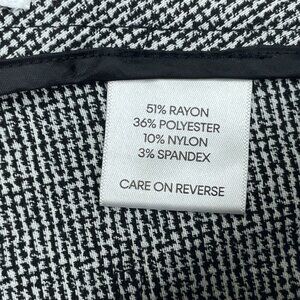 51% RAYON
36% POLYESTER
10% NYLON
3% SPANDEX
CARE ON REVERSE